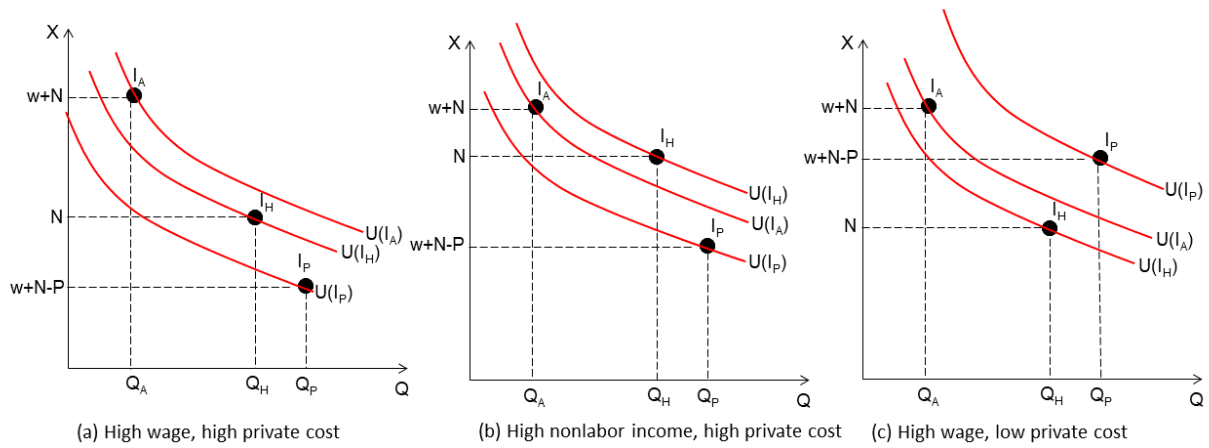 X
w+N
N
w+N-P
I_A
I_H
I_P
U(I_A)
U(I_H)
U(I_P)
Q_A
Q_H
Q_P
Q
(a) High wage, high private cost
X
w+N
N
w+N-P
I_A
I_H
I_P
U(I_H)
U(I_A)
U(I_P)
Q_A
Q_H
Q_P
Q
(b) High nonlabor income, high private cost
X
w+N
w+N-P
N
I_A
I_P
I_H
U(I_P)
U(I_A)
U(I_H)
Q_A
Q_H
Q_P
Q
(c) High wage, low private cost